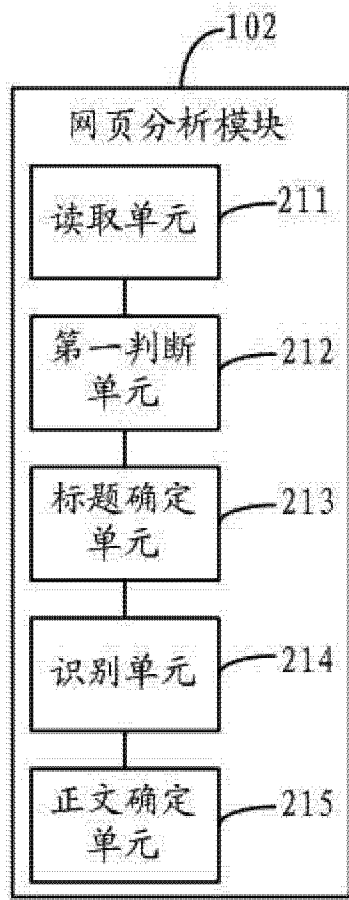 102
网页分析模块
读取单元
211
第一判断
单元
212
标题确定
单元
213
识别单元
214
正文确定
单元
215